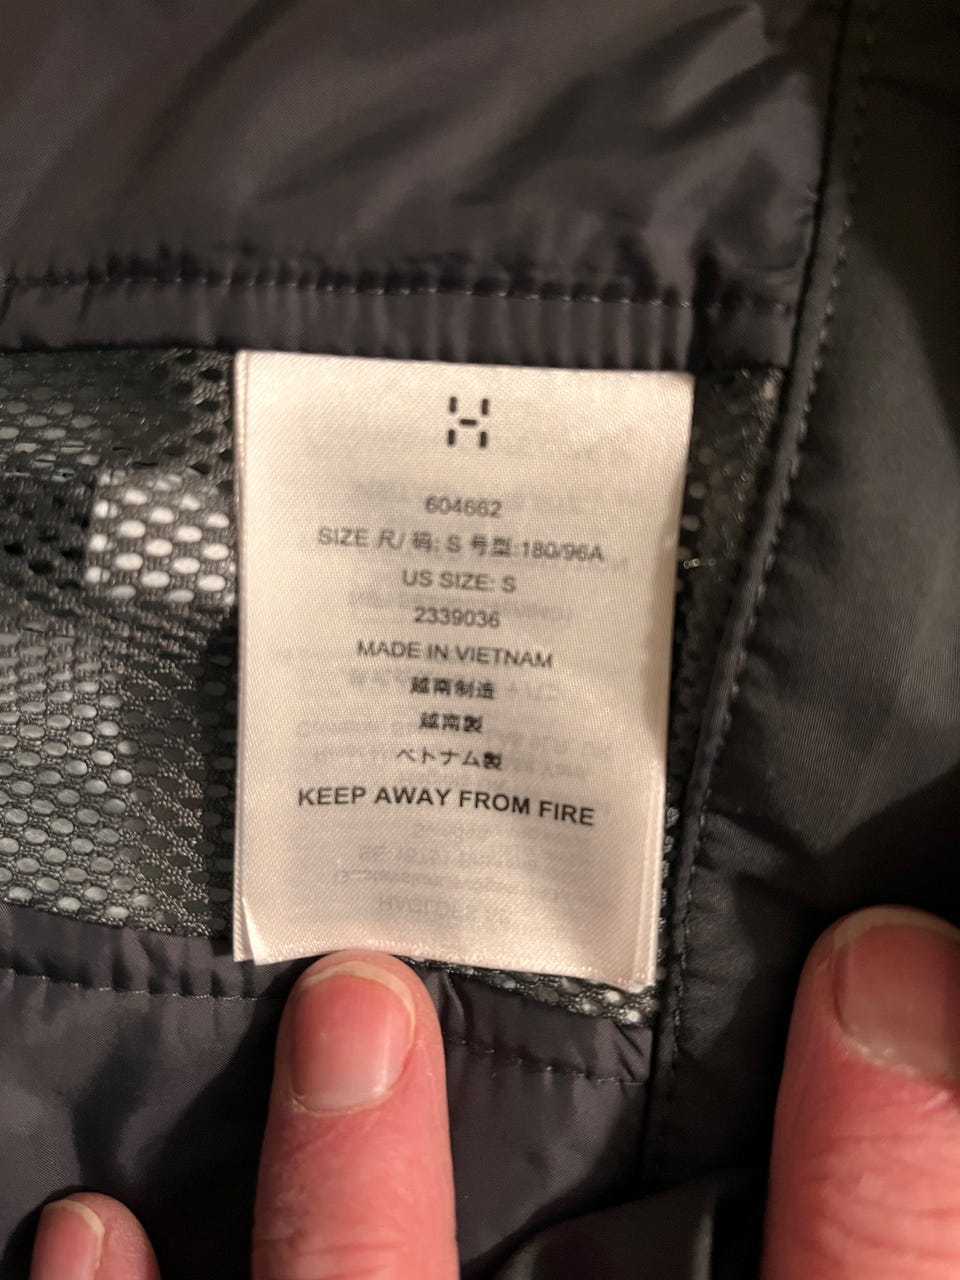 604662
SIZE 尺/ 码: S 号型:180/96A
US SIZE: S
2339036
MADE IN VIETNAM
越南制造
越南製
ベトナム製
KEEP AWAY FROM FIRE